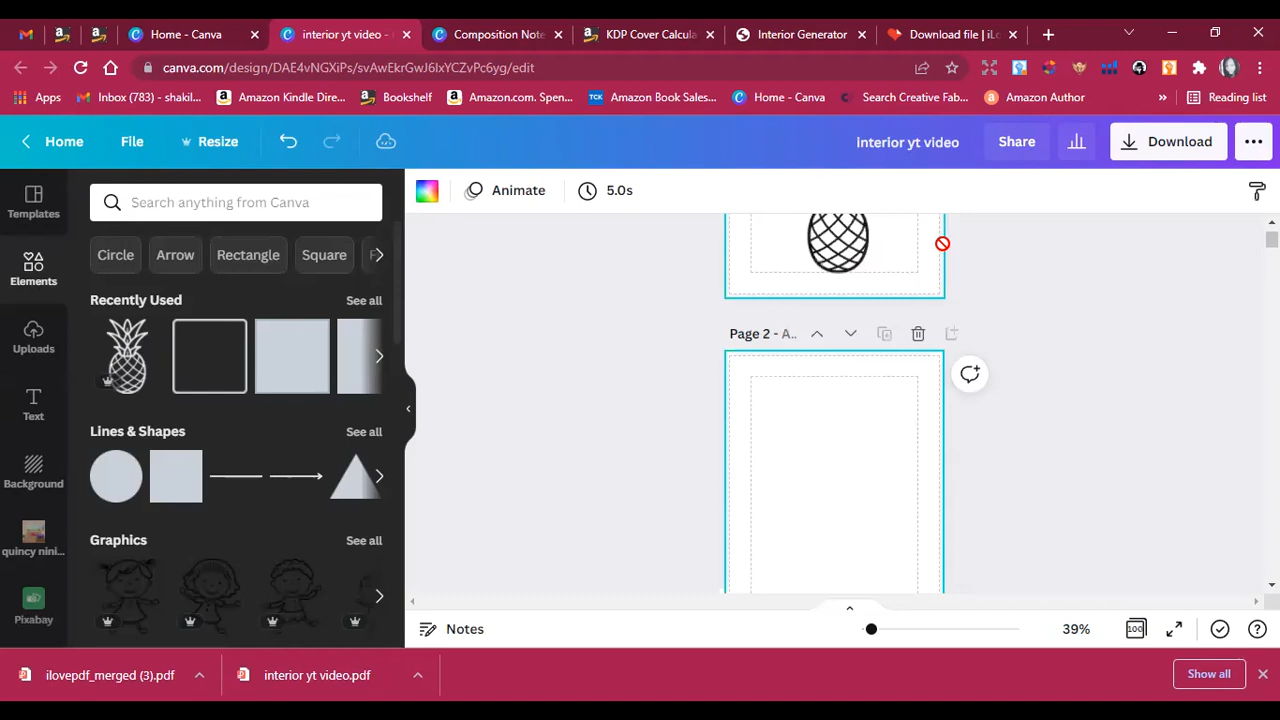 Home - Canva
interior yt video -
Composition Note
KDP Cover Calcula
Interior Generator
Download file | iLo
canva.com/design/DAE4vNGXiPs/svAwEkrGwJ6lxYCZvPc6yg/edit
Apps
Inbox (783) - shakil...
Amazon Kindle Dire...
Bookshelf
Amazon.com. Spen...
TCK
Amazon Book Sales...
Home - Canva
Search Creative Fab...
Amazon Author
Reading list
Home
File
Resize
Interior yt video
Share
Download
Templates
Search anything from Canva
Animate
5.0s
Circle
Arrow
Rectangle
Square
Elements
Recently Used
See all
Page 2 - A..
Uploads
Text
Lines & Shapes
See all
Background
Graphics
See all
quincy nini...
Pixabay
Notes
39%
100
ilovepdf_merged (3).pdf
interior yt video.pdf
Show all